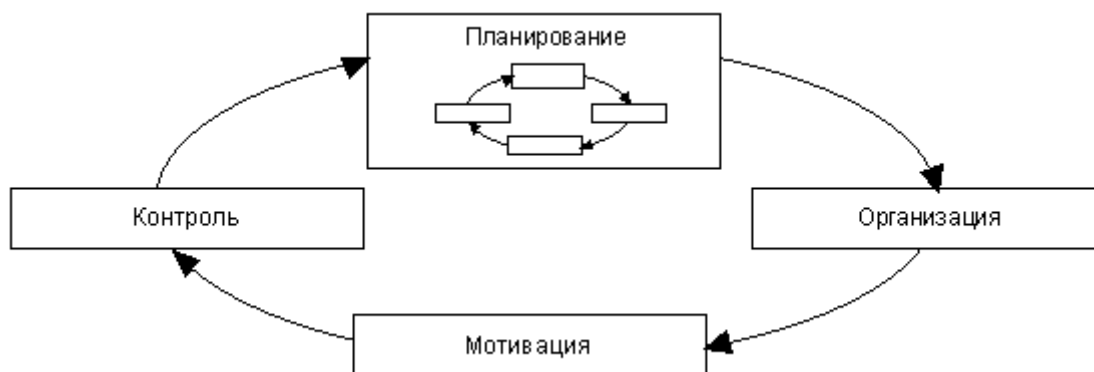 Планирование
Контроль
Организация
Мотивация